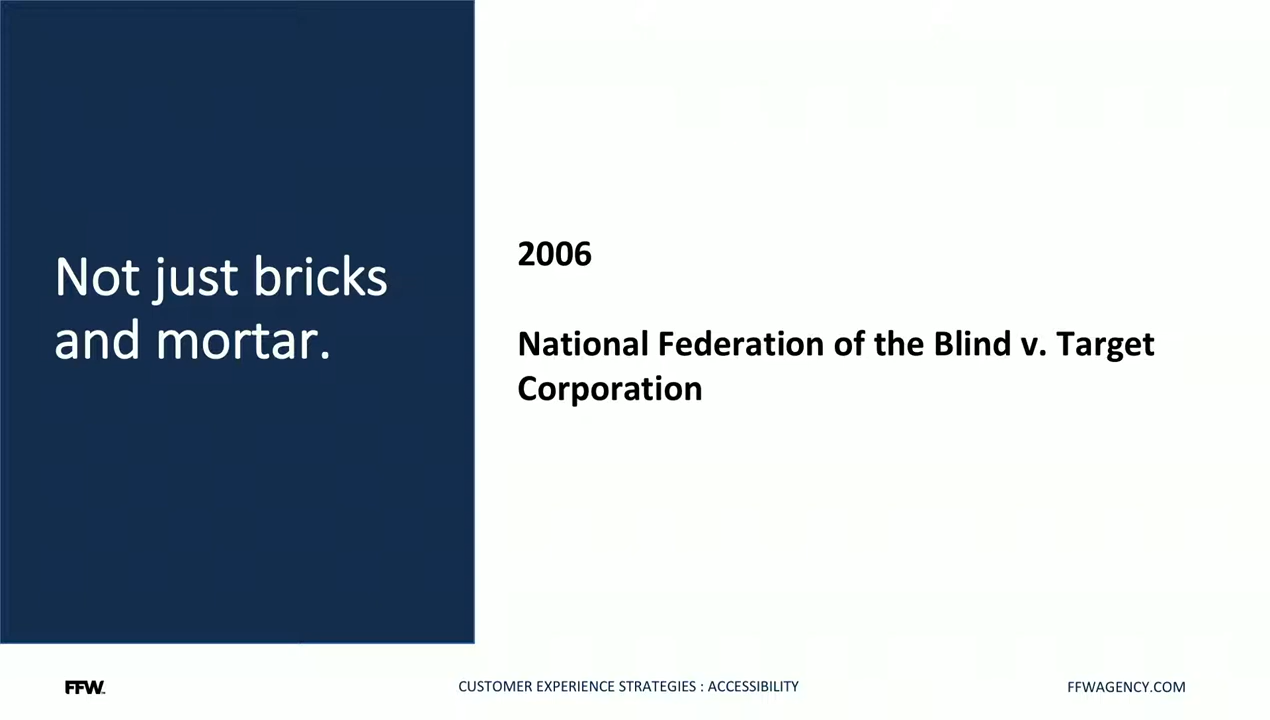 Not just bricks
and mortar.
2006
National Federation of the Blind v. Target
Corporation
FFW
CUSTOMER EXPERIENCE STRATEGIES : ACCESSIBILITY
FFWAGENCY.COM